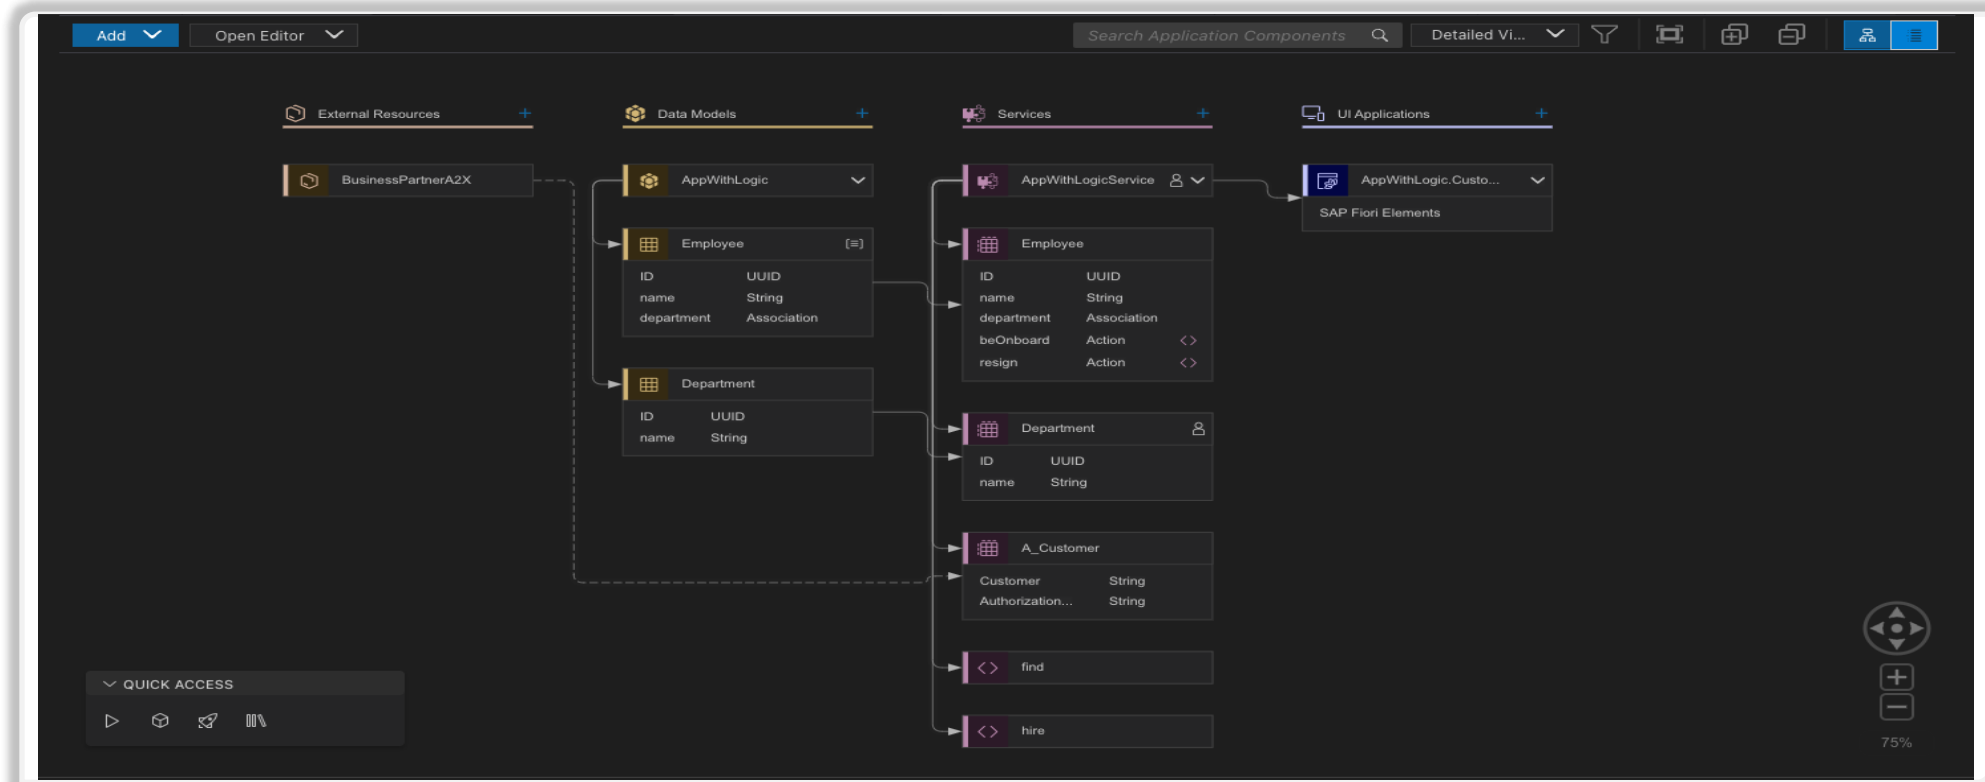 Add
Open Editor
Search Application Components
Detailed Vi...
External Resources
Data Models
Services
UI Applications
BusinessPartnerA2X
AppWithLogic
AppWithLogicService
AppWithLogic.Custo...
SAP Fiori Elements
Employee
ID UUID
name String
department Association
Department
ID UUID
name String
Employee
ID UUID
name String
department Association
beOnboard Action
resign Action
Department
ID UUID
name String
A_Customer
Customer String
Authorization... String
find
hire
QUICK ACCESS
75%